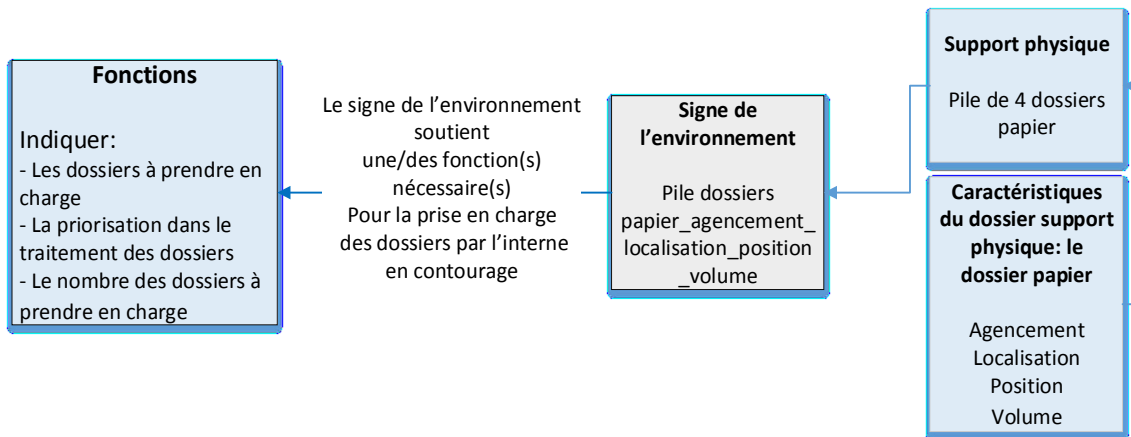 Fonctions
Indiquer:
- Les dossiers à prendre en
charge
- La priorisation dans le
traitement des dossiers
- Le nombre des dossiers à
prendre en charge
Le signe de l’environnement
soutient
une/des fonction(s)
nécessaire(s)
Pour la prise en charge
des dossiers par l’interne
en contourage
Signe de
l’environnement
Pile dossiers
papier_agencement_
localisation_position
_volume
Support physique
Pile de 4 dossiers
papier
Caractéristiques
du dossier support
physique: le
dossier papier
Agencement
Localisation
Position
Volume